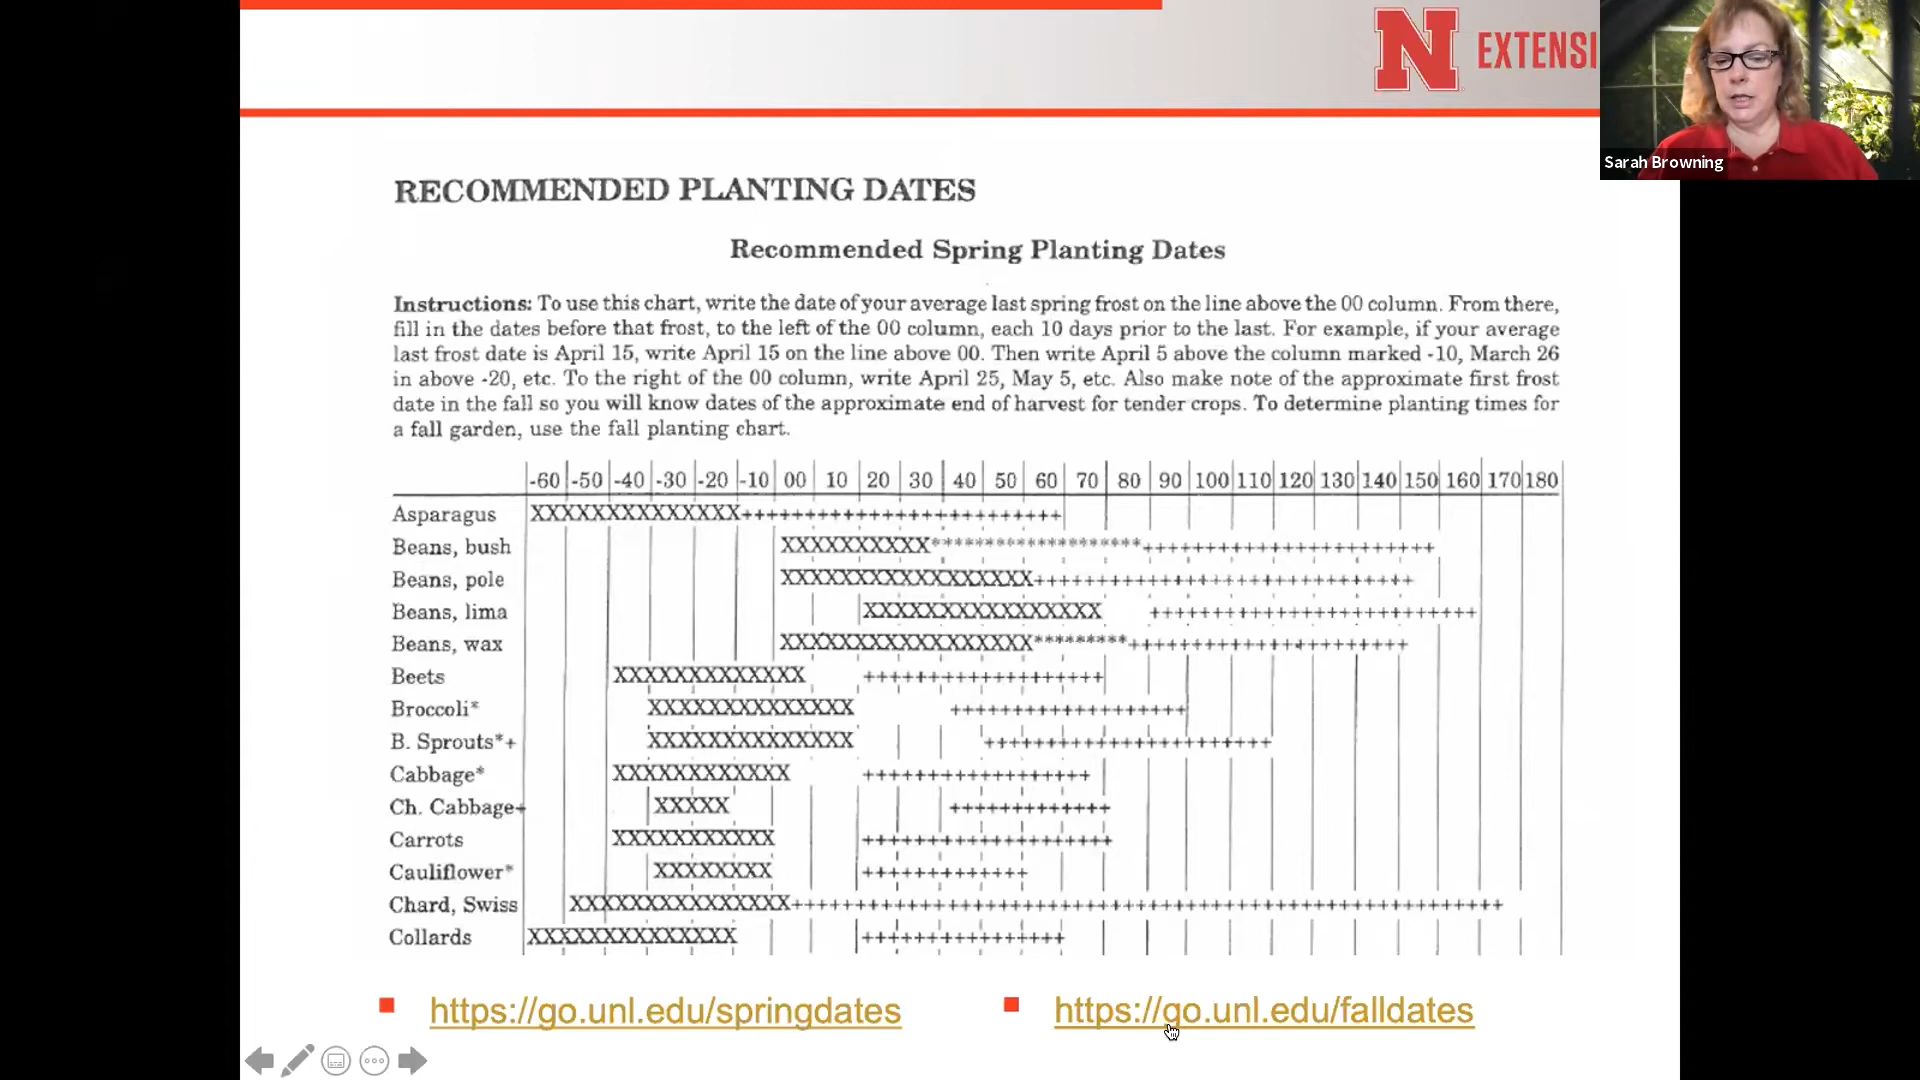 N EXTENSI
Sarah Browning
RECOMMENDED PLANTING DATES
Recommended Spring Planting Dates
Instructions: To use this chart, write the date of your average last spring frost on the line above the 00 column. From there,
fill in the dates before that frost, to the left of the 00 column, each 10 days prior to the last. For example, if your average
last frost date is April 15, write April 15 on the line above 00. Then write April 5 above the column marked -10, March 26
in above -20, etc. To the right of the 00 column, write April 25, May 5, etc. Also make note of the approximate first frost
date in the fall so you will know dates of the approximate end of harvest for tender crops. To determine planting times for
a fall garden, use the fall planting chart.
-60 -50 -40 -30 -20 -10 00 10 20 30 40 50 60 70 80 90 100 110 120 130 140 150 160 170 180
Asparagus
Beans, bush
Beans, pole
Beans, lima
Beans, wax
Beets
Broccoli*
B. Sprouts*+
Cabbage*
Ch. Cabbage+
Carrots
Cauliflower*
Chard, Swiss
Collards
https://go.unl.edu/springdates
https://go.unl.edu/falldates